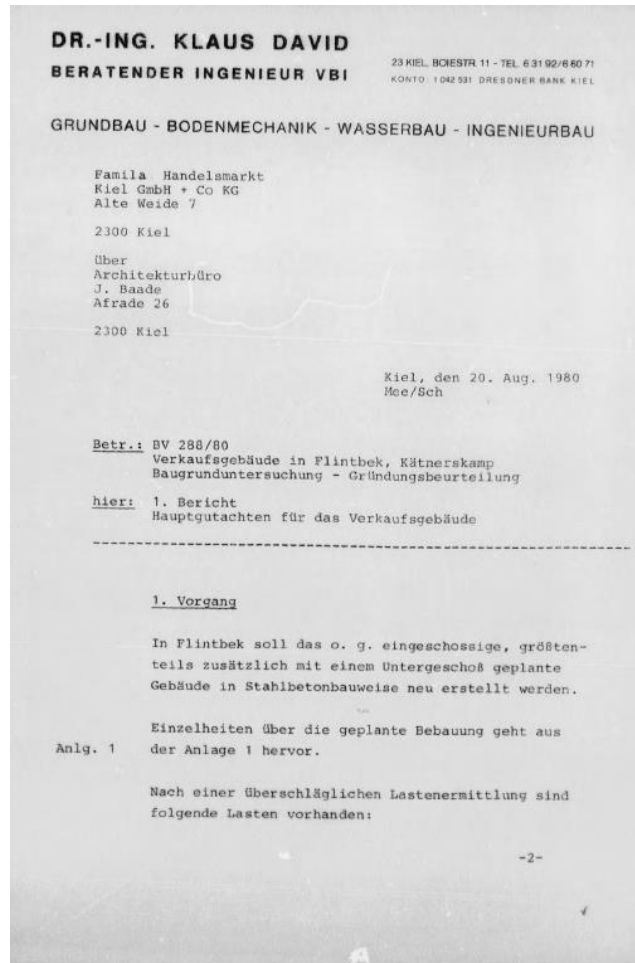 DR.-ING. KLAUS DAVID
BERATENDER INGENIEUR VBI
23 KIEL, BOIESTR. 11 - TEL. 6 31 92/6 60 71
KONTO: 1 042 531 DRESDNER BANK KIEL
GRUNDBAU - BODENMECHANIK - WASSERBAU - INGENIEURBAU
Famila Handelsmarkt
Kiel GmbH + Co KG
Alte Weide 7
2300 Kiel
über
Architekturbüro
J. Baade
Afrade 26
2300 Kiel
Kiel, den 20. Aug. 1980
Mee/Sch
Betr.: BV 288/80
Verkaufsgebäude in Flintbek, Kätnerskamp
Baugrunduntersuchung - Gründungsbeurteilung
hier: 1. Bericht
Hauptgutachten für das Verkaufsgebäude
1. Vorgang
In Flintbek soll das o. g. eingeschossige, größten-
teils zusätzlich mit einem Untergeschoß geplante
Gebäude in Stahlbetonbauweise neu erstellt werden.
Einzelheiten über die geplante Bebauung geht aus
Anlg. 1 der Anlage 1 hervor.
Nach einer überschläglichen Lastenermittlung sind
folgende Lasten vorhanden:
-2-